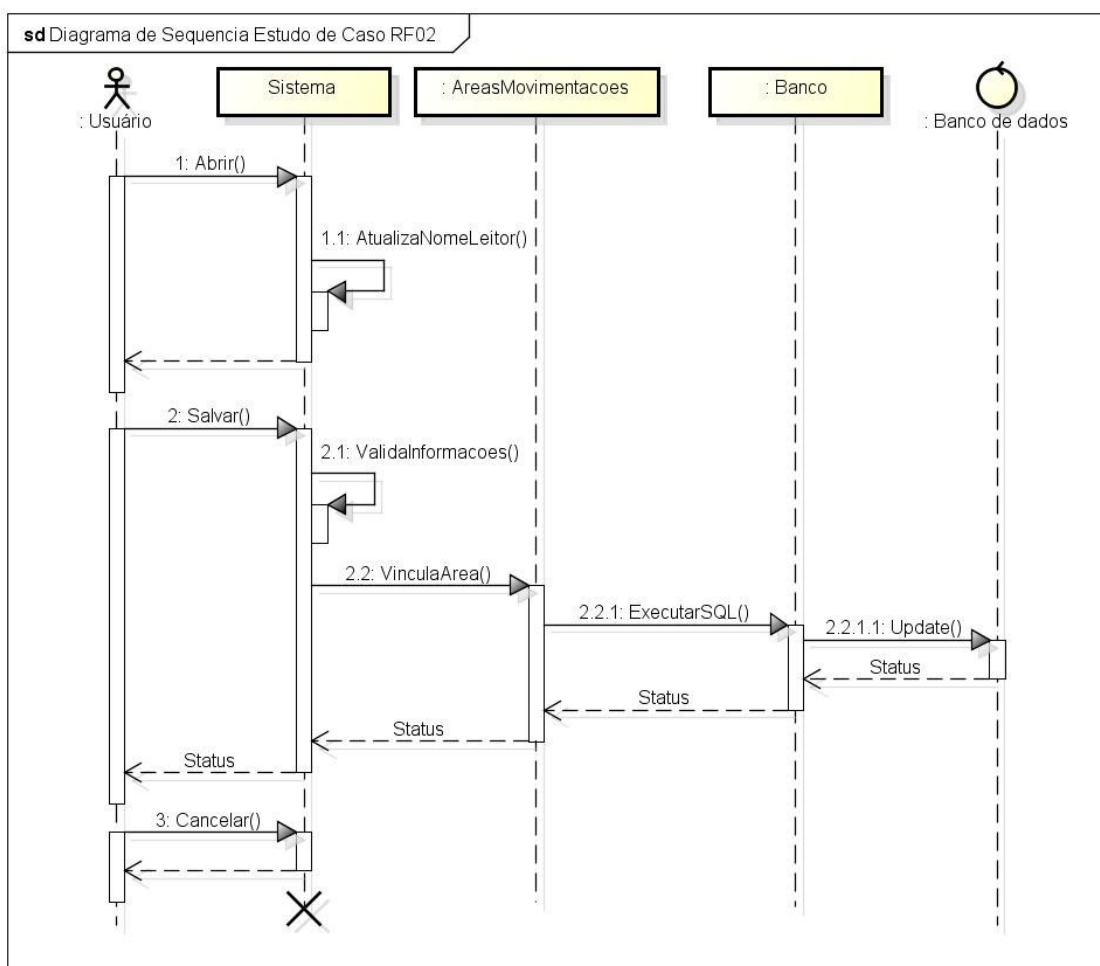 sd Diagrama de Sequencia Estudo de Caso RF02
: Usuário
Sistema
: AreasMovimentacoes
: Banco
: Banco de dados
1: Abrir()
1.1: AtualizaNomeLeitor()
2: Salvar()
2.1: ValidaInformacoes()
2.2: VinculaArea()
2.2.1: ExecutarSQL()
2.2.1.1: Update()
Status
Status
Status
Status
3: Cancelar()